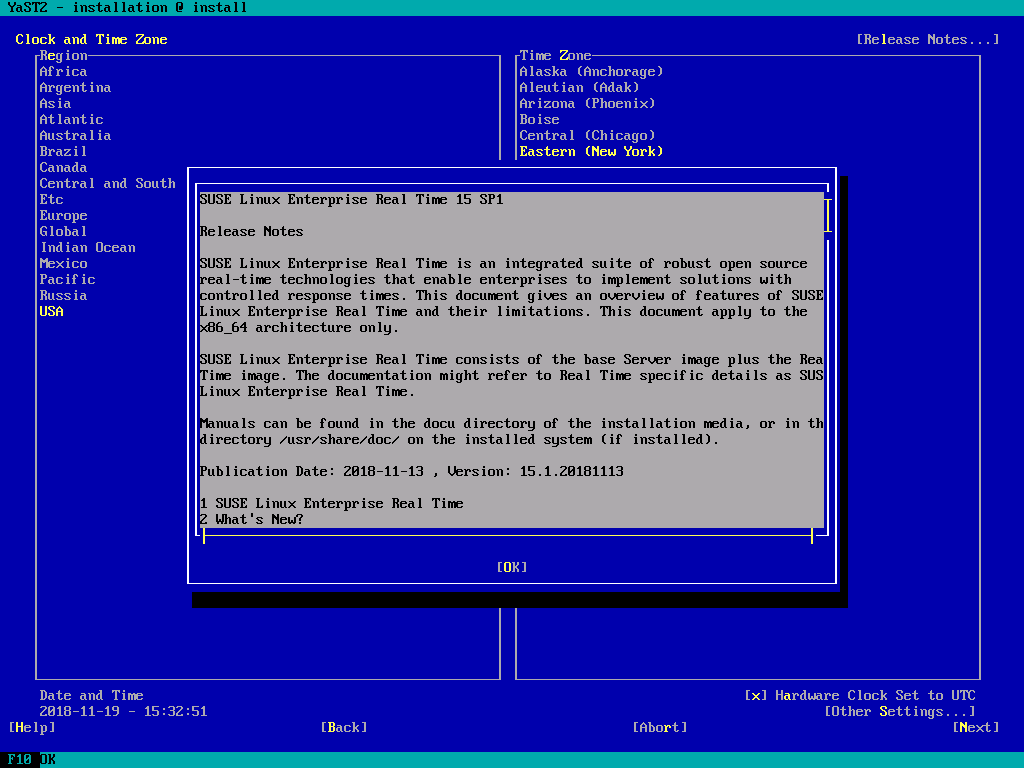 YaST2 - installation @ install
Clock and Time Zone [Release Notes...]
Region Time Zone
Africa Alaska (Anchorage)
Argentina Aleutian (Adak)
Asia Arizona (Phoenix)
Atlantic Boise
Australia Central (Chicago)
Brazil Eastern (New York)
Canada
Central and South
Etc
Europe
Global
Indian Ocean
Mexico
Pacific
Russia
USA
SUSE Linux Enterprise Real Time 15 SP1
Release Notes
SUSE Linux Enterprise Real Time is an integrated suite of robust open source
real-time technologies that enable enterprises to implement solutions with
controlled response times. This document gives an overview of features of SUSE
Linux Enterprise Real Time and their limitations. This document apply to the
x86_64 architecture only.
SUSE Linux Enterprise Real Time consists of the base Server image plus the Rea
Time image. The documentation might refer to Real Time specific details as SUS
Linux Enterprise Real Time.
Manuals can be found in the docu directory of the installation media, or in th
directory /usr/share/doc/ on the installed system (if installed).
Publication Date: 2018-11-13 , Version: 15.1.20181113
1 SUSE Linux Enterprise Real Time
2 What's New?
[OK]
Date and Time [x] Hardware Clock Set to UTC
2018-11-19 - 15:32:51 [Other Settings...]
[Help] [Back] [Abort] [Next]
F10 OK